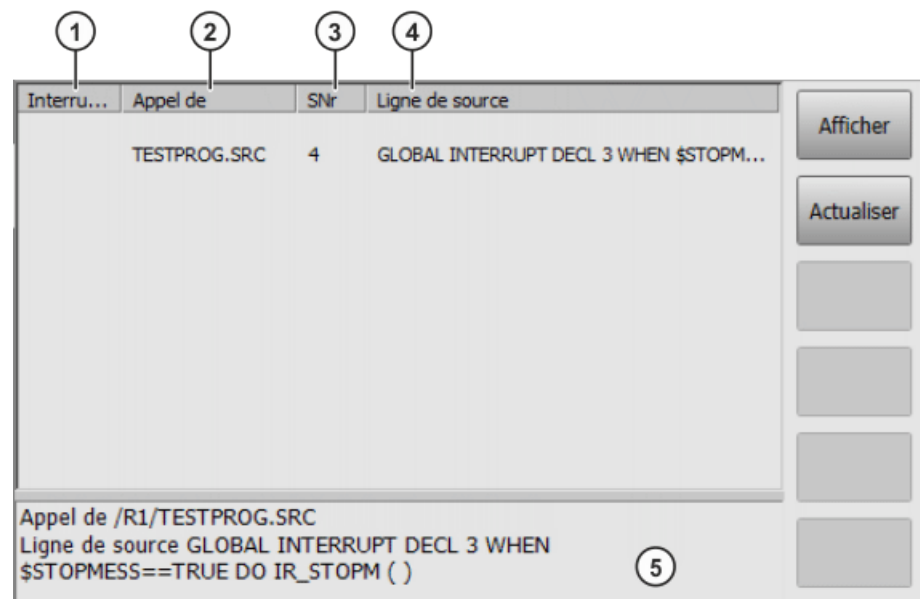 1 2 3 4
Interru... Appel de SNr Ligne de source
TESTPROG.SRC 4 GLOBAL INTERRUPT DECL 3 WHEN $STOPM...
Afficher
Actualiser
Appel de /R1/TESTPROG.SRC
Ligne de source GLOBAL INTERRUPT DECL 3 WHEN
$STOPMESS==TRUE DO IR_STOPM ( )
5